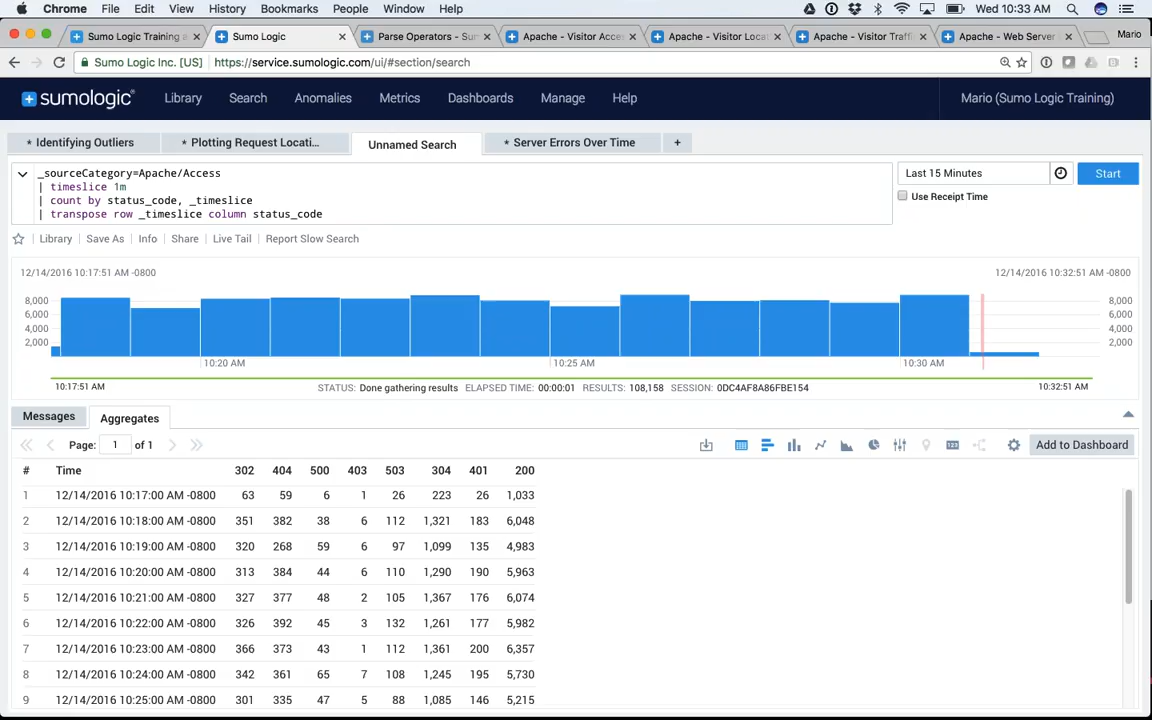 Chrome File Edit View History Bookmarks People Window Help Wed 10:33 AM
Sumo Logic Training a Sumo Logic Parse Operators - Sum Apache - Visitor Acces Apache - Visitor Locat Apache - Visitor Traffi Apache - Web Server Mario
Sumo Logic Inc. [US] https://service.sumologic.com/ui/#section/search
sumologic Library Search Anomalies Metrics Dashboards Manage Help Mario (Sumo Logic Training)
* Identifying Outliers * Plotting Request Locati... Unnamed Search * Server Errors Over Time +
_sourceCategory=Apache/Access Last 15 Minutes Start
| timeslice 1m
Use Receipt Time
| count by status_code, _timeslice
| transpose row _timeslice column status_code
Library | Save As | Info | Share | Live Tail | Report Slow Search
12/14/2016 10:17:51 AM -0800 12/14/2016 10:32:51 AM -0800
8,000 8,000
6,000 6,000
4,000 4,000
2,000 2,000
10:20 AM 10:25 AM 10:30 AM
10:17:51 AM STATUS: Done gathering results ELAPSED TIME: 00:00:01 RESULTS: 108,158 SESSION: 0DC4AF8A86FBE154 10:32:51 AM
Messages Aggregates
Page: 1 of 1 Add to Dashboard
# Time 302 404 500 403 503 304 401 200
1 12/14/2016 10:17:00 AM -0800 63 59 6 1 26 223 26 1,033
2 12/14/2016 10:18:00 AM -0800 351 382 38 6 112 1,321 183 6,048
3 12/14/2016 10:19:00 AM -0800 320 268 59 6 97 1,099 135 4,983
4 12/14/2016 10:20:00 AM -0800 313 384 44 6 110 1,290 190 5,963
5 12/14/2016 10:21:00 AM -0800 327 377 48 2 105 1,367 176 6,074
6 12/14/2016 10:22:00 AM -0800 326 392 45 3 132 1,261 177 5,982
7 12/14/2016 10:23:00 AM -0800 366 373 43 1 112 1,361 200 6,357
8 12/14/2016 10:24:00 AM -0800 342 361 65 7 108 1,245 195 5,730
9 12/14/2016 10:25:00 AM -0800 301 335 47 5 88 1,085 146 5,215